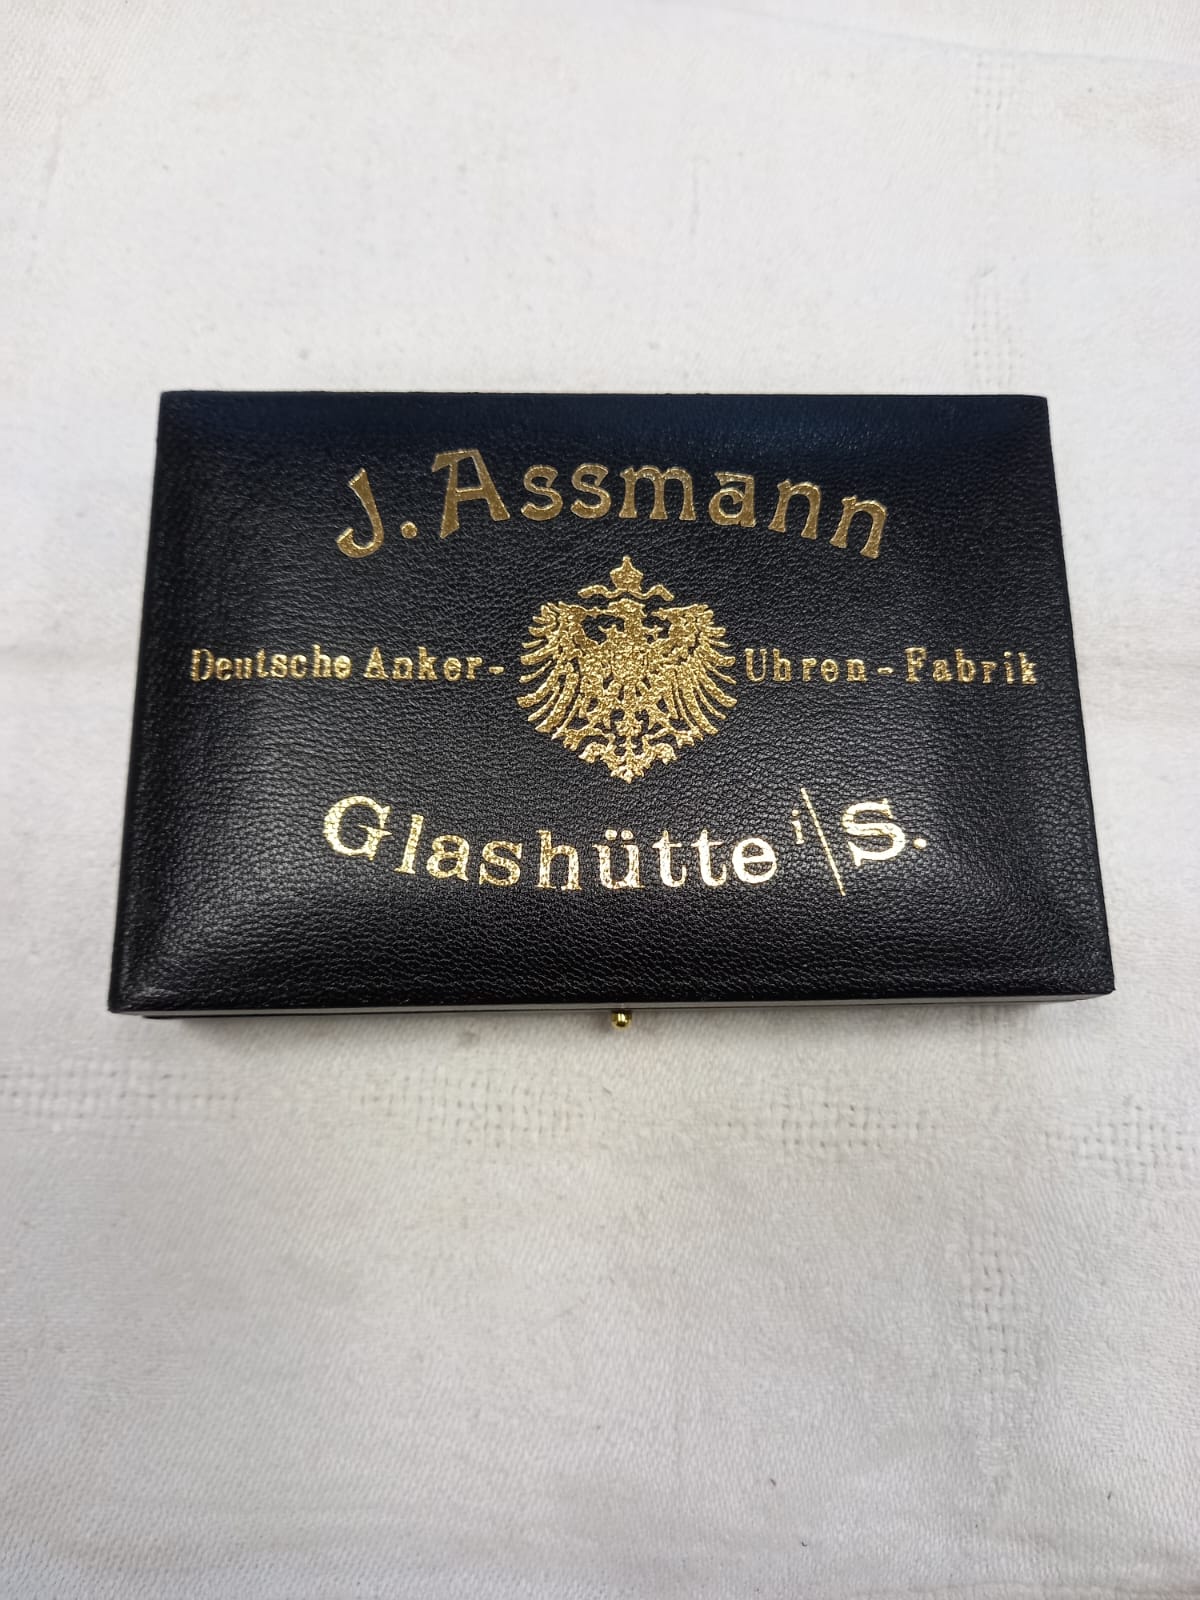 J. Assmann
Deutsche Anker-Uhren-Fabrik
Glashütte i/S.